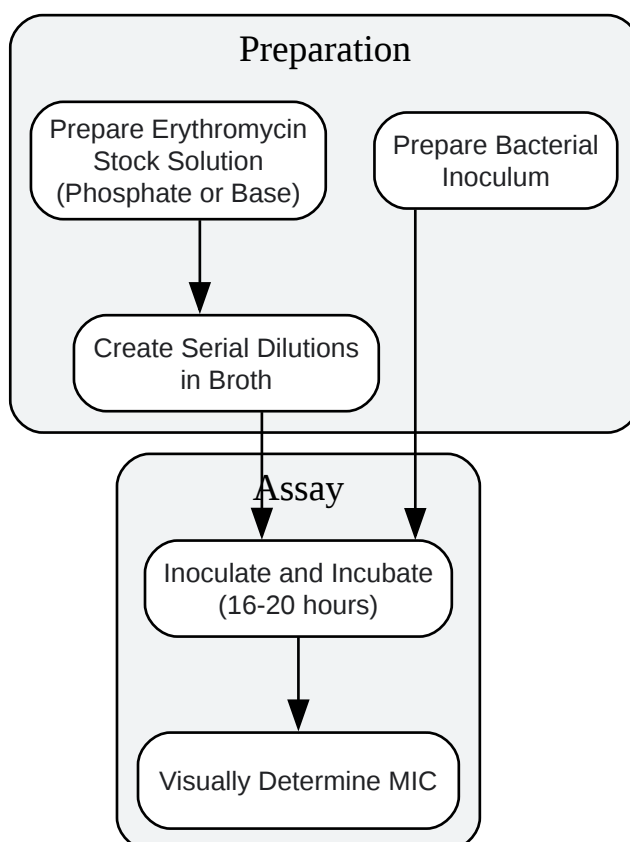 Preparation
Prepare Erythromycin
Stock Solution
(Phosphate or Base)
Prepare Bacterial
Inoculum
Create Serial Dilutions
in Broth
Assay
Inoculate and Incubate
(16-20 hours)
Visually Determine MIC